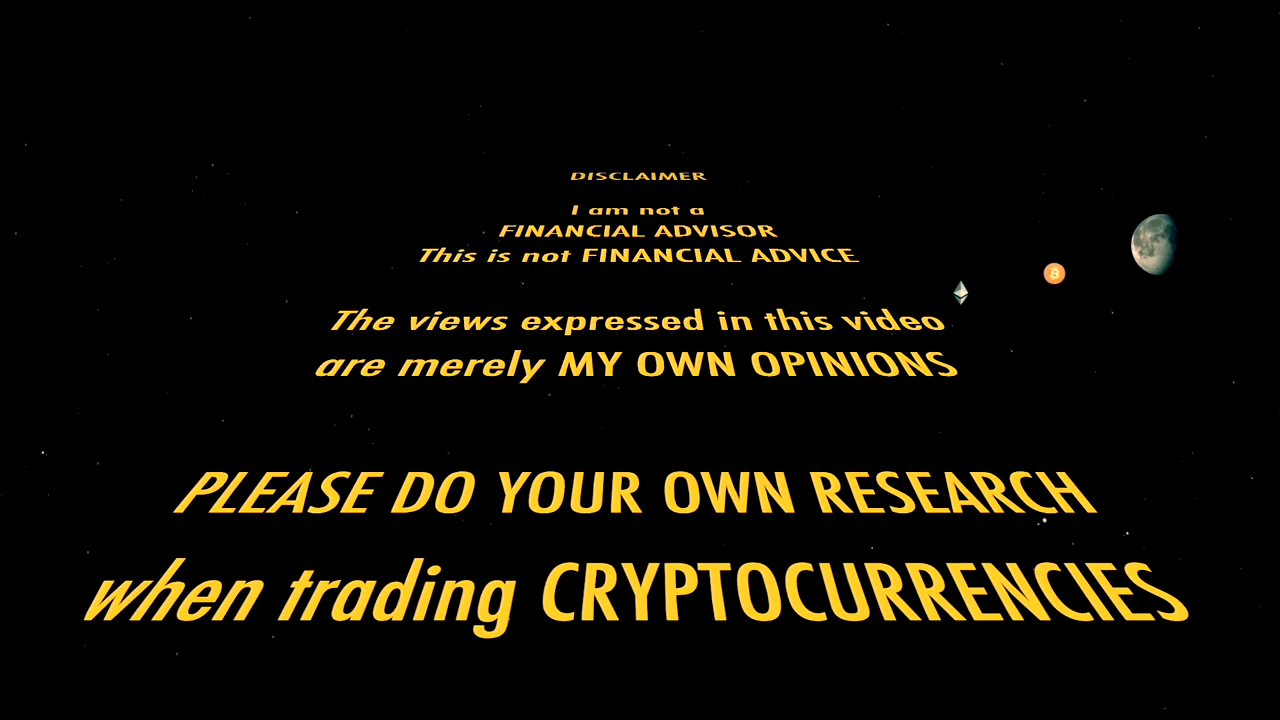 DISCLAIMER
I am not a
FINANCIAL ADVISOR
This is not FINANCIAL ADVICE
The views expressed in this video
are merely MY OWN OPINIONS
PLEASE DO YOUR OWN RESEARCH
when trading CRYPTOCURRENCIES